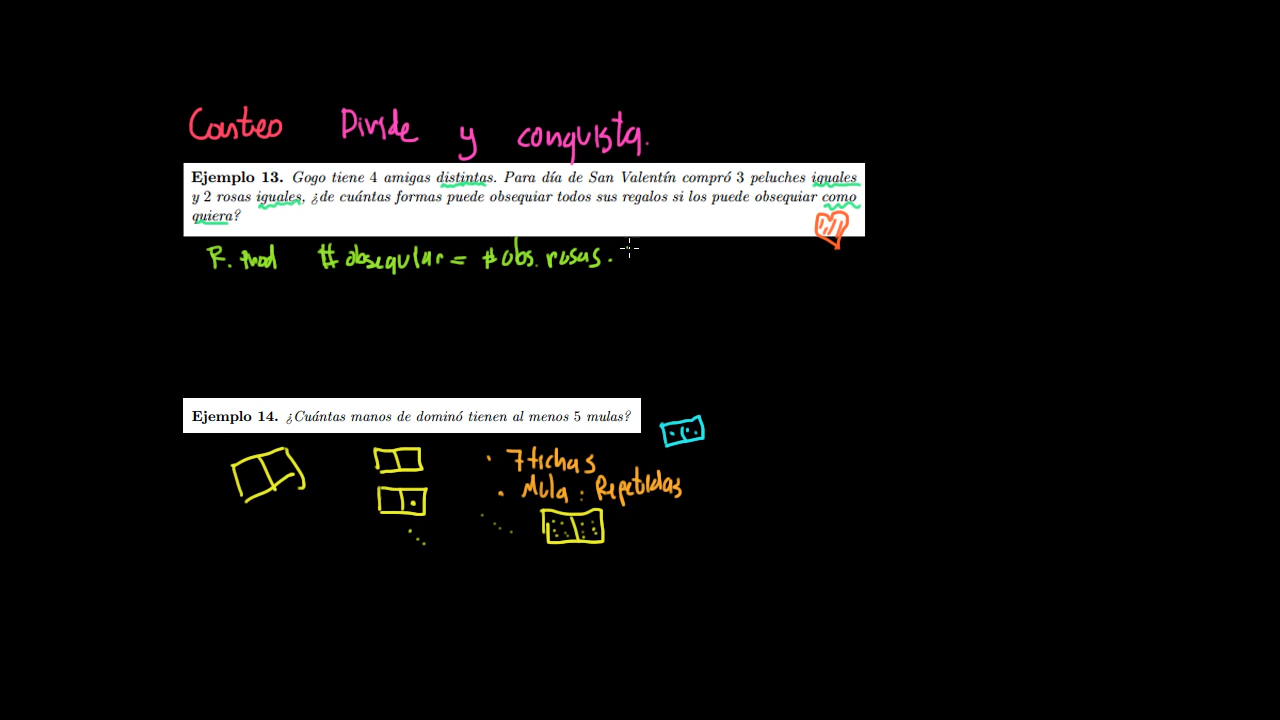 Conteo Divide y conquista.
Ejemplo 13. Gogo tiene 4 amigas distintas. Para día de San Valentín compró 3 peluches iguales
y 2 rosas iguales, ¿de cuántas formas puede obsequiar todos sus regalos si los puede obsequiar como
quiera?
R. prod # obsequiar = # obs. rosas .
Ejemplo 14. ¿Cuántas manos de dominó tienen al menos 5 mulas?
· 7 fichas
· Mula : Repetidas